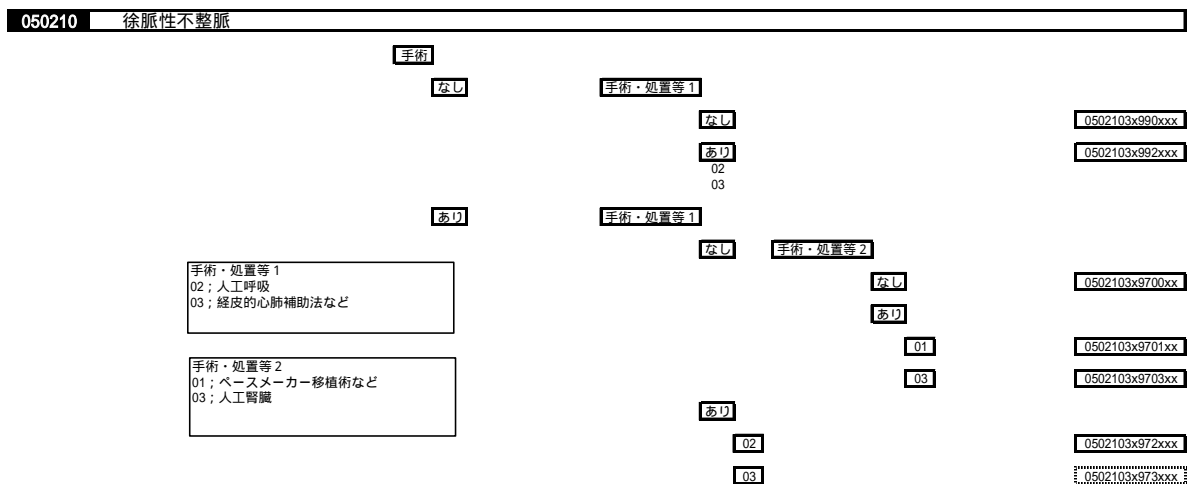 050210 徐脈性不整脈
手術
なし 手術・処置等１
なし 0502103x990xxx
あり 0502103x992xxx
02
03
あり 手術・処置等１
なし 手術・処置等２
手術・処置等１
02；人工呼吸
03；経皮的心肺補助法など
なし 0502103x9700xx
あり
01 0502103x9701xx
手術・処置等２
01；ペースメーカー移植術など
03；人工腎臓
03 0502103x9703xx
あり
02 0502103x972xxx
03 0502103x973xxx